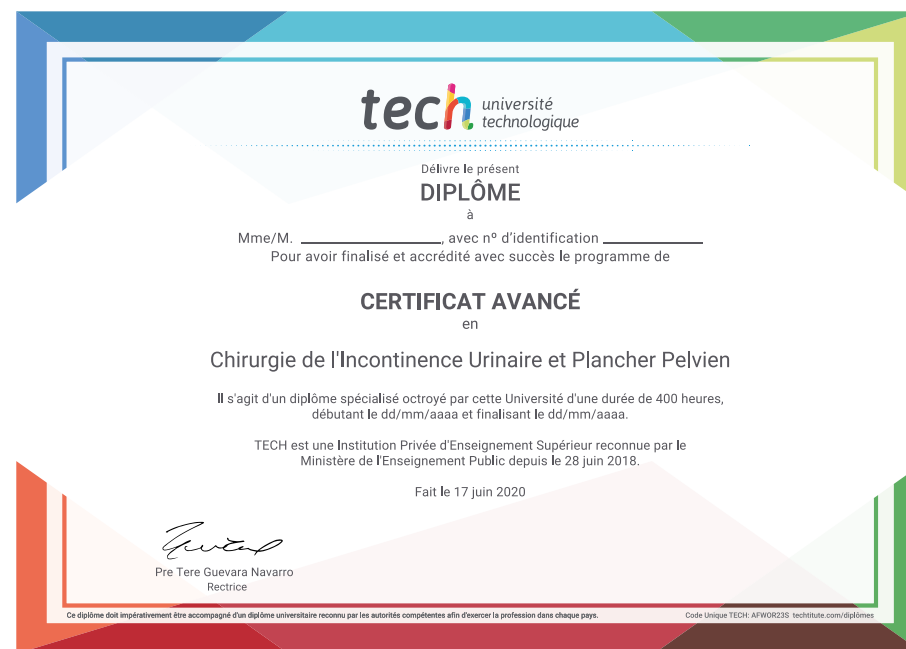 tech université
technologique
Délivre le présent
DIPLÔME
à
Mme/M. ____________________, avec nº d'identification ______________
Pour avoir finalisé et accrédité avec succès le programme de
CERTIFICAT AVANCÉ
en
Chirurgie de l'Incontinence Urinaire et Plancher Pelvien
Il s'agit d'un diplôme spécialisé octroyé par cette Université d'une durée de 400 heures,
débutant le dd/mm/aaaa et finalisant le dd/mm/aaaa.
TECH est une Institution Privée d'Enseignement Supérieur reconnue par le
Ministère de l'Enseignement Public depuis le 28 juin 2018.
Fait le 17 juin 2020
Pre Tere Guevara Navarro
Rectrice
Ce diplôme doit impérativement être accompagné d'un diplôme universitaire reconnu par les autorités compétentes afin d'exercer la profession dans chaque pays.
Code Unique TECH: AFWOR23S techtitute.com/diplômes